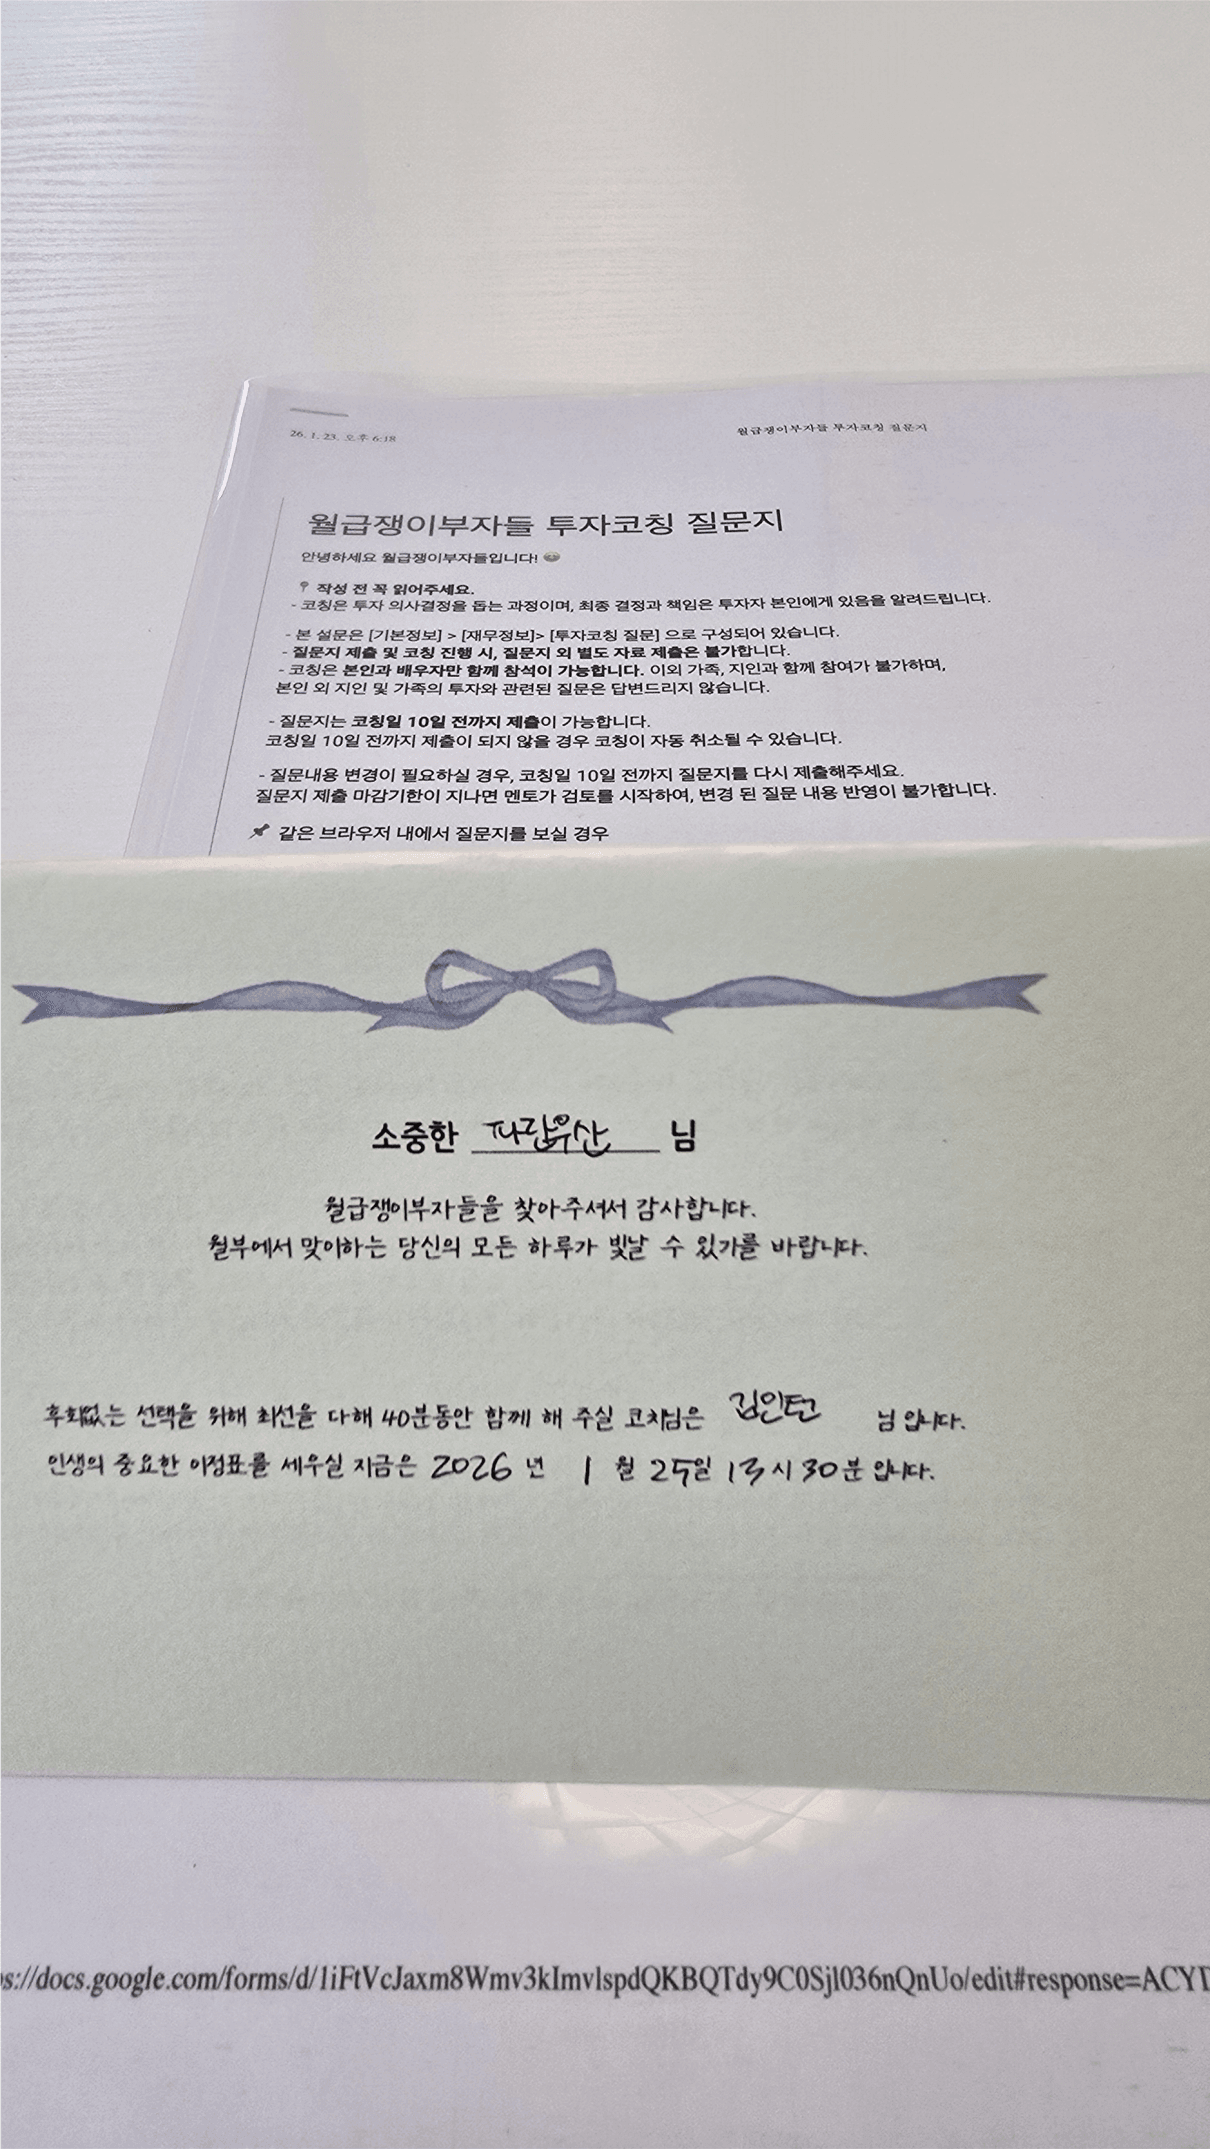 26. 1. 23. 오후 6:18
월급쟁이부자들 투자코칭 질문지
월급쟁이부자들 투자코칭 질문지
안녕하세요 월급쟁이부자들입니다!
작성 전 꼭 읽어주세요.
- 코칭은 투자 의사결정을 돕는 과정이며, 최종 결정과 책임은 투자자 본인에게 있음을 알려드립니다.
- 본 설문은 [기본정보] > [재무정보]> [투자코칭 질문] 으로 구성되어 있습니다.
- 질문지 제출 및 코칭 진행 시, 질문지 외 별도 자료 제출은 불가합니다.
- 코칭은 본인과 배우자만 함께 참석이 가능합니다. 이외 가족, 지인과 함께 참여가 불가하며,
본인 외 지인 및 가족의 투자와 관련된 질문은 답변드리지 않습니다.
- 질문지는 코칭일 10일 전까지 제출이 가능합니다.
코칭일 10일 전까지 제출이 되지 않을 경우 코칭이 자동 취소될 수 있습니다.
- 질문내용 변경이 필요하실 경우, 코칭일 10일 전까지 질문지를 다시 제출해주세요.
질문지 제출 마감기한이 지나면 멘토가 검토를 시작하여, 변경 된 질문 내용 반영이 불가합니다.
같은 브라우저 내에서 질문지를 보실 경우
소중한 파란우산 님
월급쟁이부자들을 찾아주셔서 감사합니다.
월부에서 맞이하는 당신의 모든 하루가 빛날 수 있가를 바랍니다.
후회없는 선택을 위해 최선을 다해 40분동안 함께 해 주실 코치님은 김인턴 님 입니다.
인생의 중요한 이정표를 세우실 지금은 2026 년 1 월 25일 13시 30분 입니다.
ps://docs.google.com/forms/d/1iFtVcJaxm8Wmv3kImvlspdQKBQTdy9C0Sjl036nQnUo/edit#response=ACYD